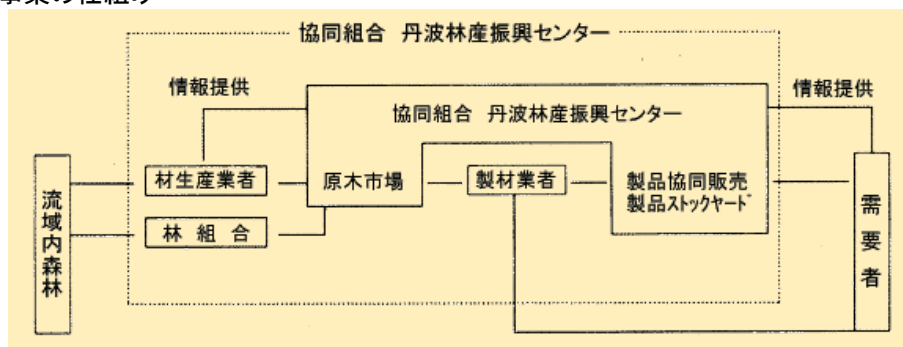 事業の仕組み
協同組合 丹波林産振興センター
情報提供
情報提供
協同組合 丹波林産振興センター
材生産業者
原木市場
製材業者
製品協同販売
製品ストックヤード
林組合
流域内森林
需要者